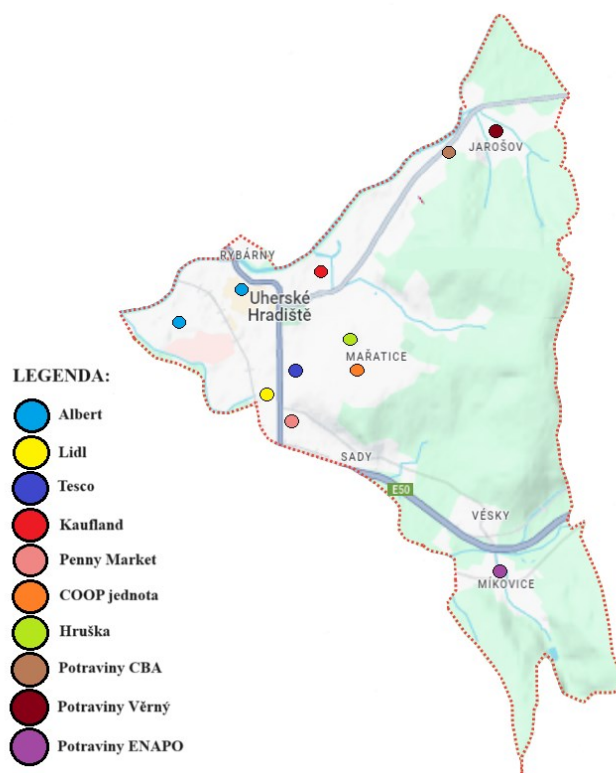 JAROŠOV
RYBÁRNY
Uherské
Hradiště
MAŘATICE
SADY
E50
VĚSKY
MÍKOVICE
LEGENDA:
Albert
Lidl
Tesco
Kaufland
Penny Market
COOP jednota
Hruška
Potraviny CBA
Potraviny Věrný
Potraviny ENAPO